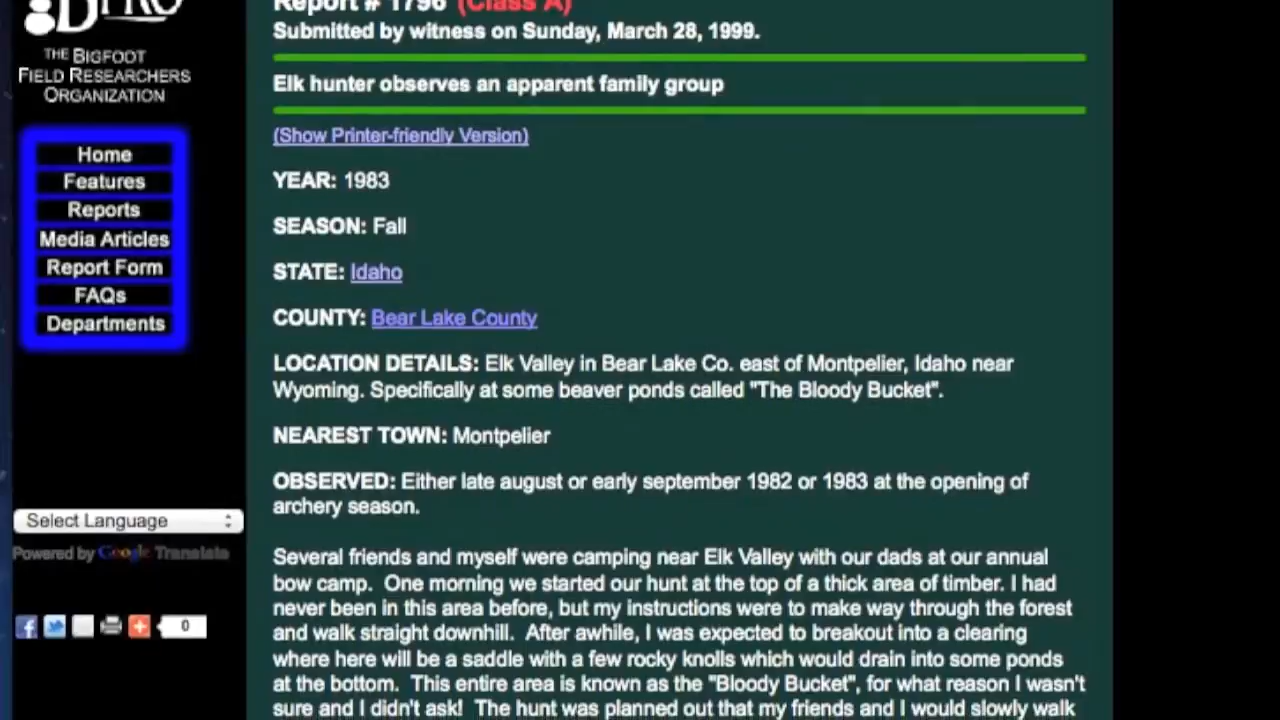 Report # 1796 (Class A)
Submitted by witness on Sunday, March 28, 1999.
THE BIGFOOT
FIELD RESEARCHERS
ORGANIZATION
Elk hunter observes an apparent family group
(Show Printer-friendly Version)
Home
Features
Reports
Media Articles
Report Form
FAQs
Departments
YEAR: 1983
SEASON: Fall
STATE: Idaho
COUNTY: Bear Lake County
LOCATION DETAILS: Elk Valley in Bear Lake Co. east of Montpelier, Idaho near
Wyoming. Specifically at some beaver ponds called "The Bloody Bucket".
NEAREST TOWN: Montpelier
OBSERVED: Either late august or early september 1982 or 1983 at the opening of
archery season.
Select Language
Powered by Google Translate
0
Several friends and myself were camping near Elk Valley with our dads at our annual
bow camp. One morning we started our hunt at the top of a thick area of timber. I had
never been in this area before, but my instructions were to make way through the forest
and walk straight downhill. After awhile, I was expected to breakout into a clearing
where here will be a saddle with a few rocky knolls which would drain into some ponds
at the bottom. This entire area is known as the "Bloody Bucket", for what reason I wasn't
sure and I didn't ask! The hunt was planned out that my friends and I would slowly walk